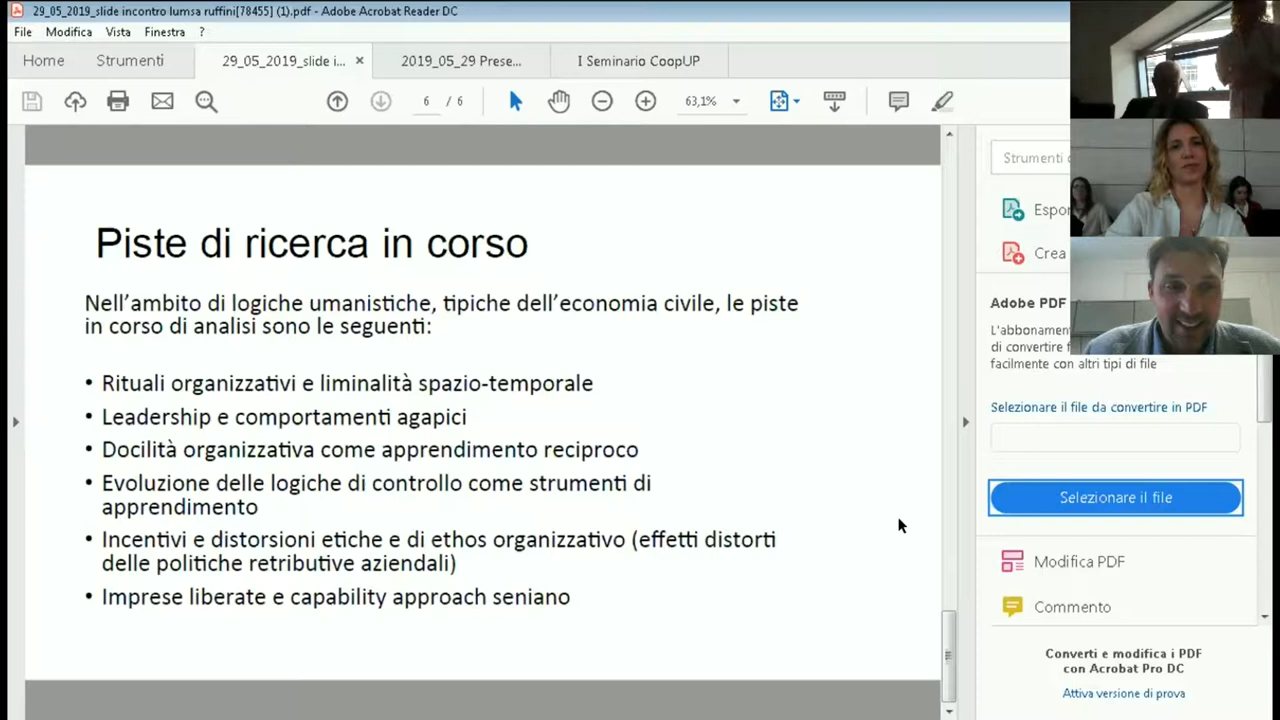 29_05_2019_slide incontro lumsa ruffini[78455] (1).pdf - Adobe Acrobat Reader DC
File Modifica Vista Finestra ?
Home Strumenti 29_05_2019_slide i... × 2019_05_29 Prese... I Seminario CoopUP
6 / 6 63,1%
Piste di ricerca in corso
Nell’ambito di logiche umanistiche, tipiche dell’economia civile, le piste
in corso di analisi sono le seguenti:
• Rituali organizzativi e liminalità spazio-temporale
• Leadership e comportamenti agapici
• Docilità organizzativa come apprendimento reciproco
• Evoluzione delle logiche di controllo come strumenti di
apprendimento
• Incentivi e distorsioni etiche e di ethos organizzativo (effetti distorti
delle politiche retributive aziendali)
• Imprese liberate e capability approach seniano
Strumenti
Espor
Crea
Adobe PDF
L'abbonamen
di convertire f
facilmente con altri tipi di file
Selezionare il file da convertire in PDF
Selezionare il file
Modifica PDF
Commento
Converti e modifica i PDF
con Acrobat Pro DC
Attiva versione di prova